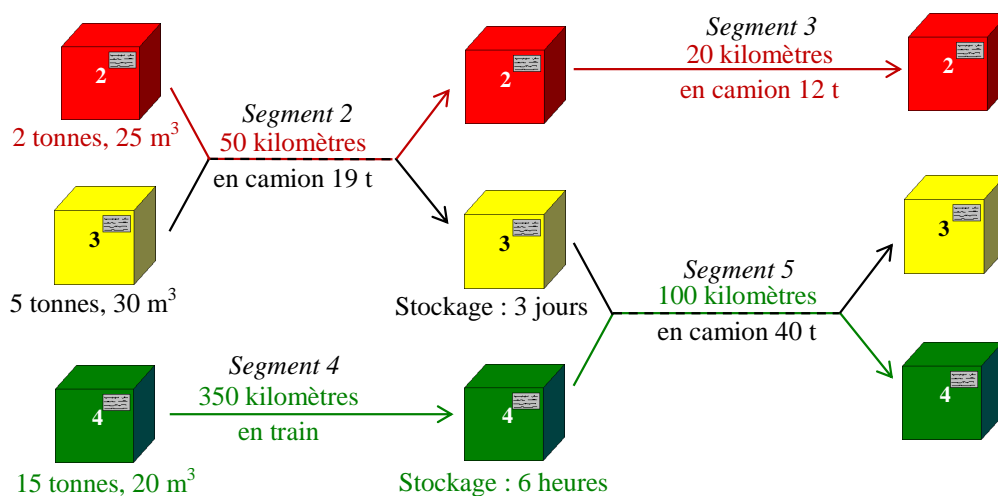 2
2 tonnes, 25 m³
Segment 2
50 kilomètres
en camion 19 t
2
Segment 3
20 kilomètres
en camion 12 t
2
3
5 tonnes, 30 m³
3
Stockage : 3 jours
Segment 5
100 kilomètres
en camion 40 t
3
4
15 tonnes, 20 m³
Segment 4
350 kilomètres
en train
4
Stockage : 6 heures
4